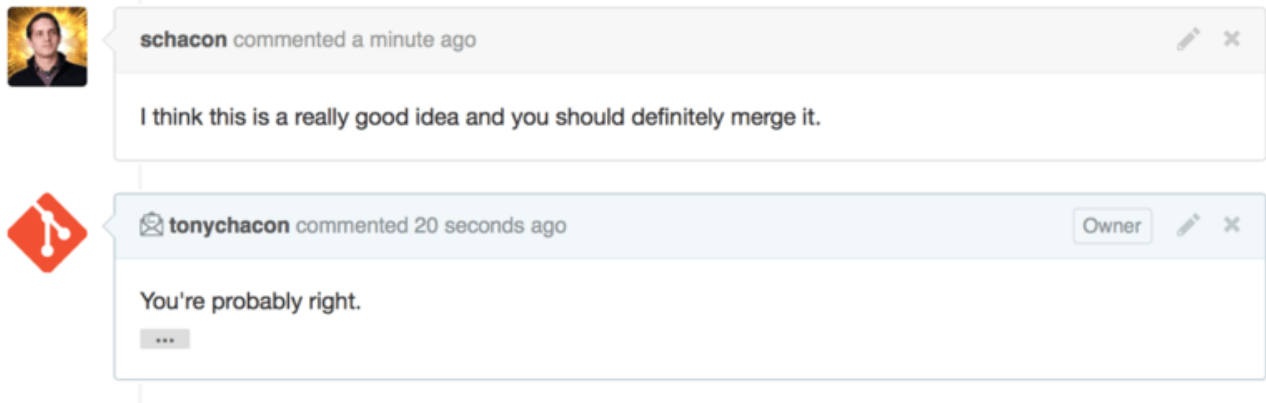 schacon commented a minute ago
I think this is a really good idea and you should definitely merge it.
tonychacon commented 20 seconds ago Owner
You're probably right.
...